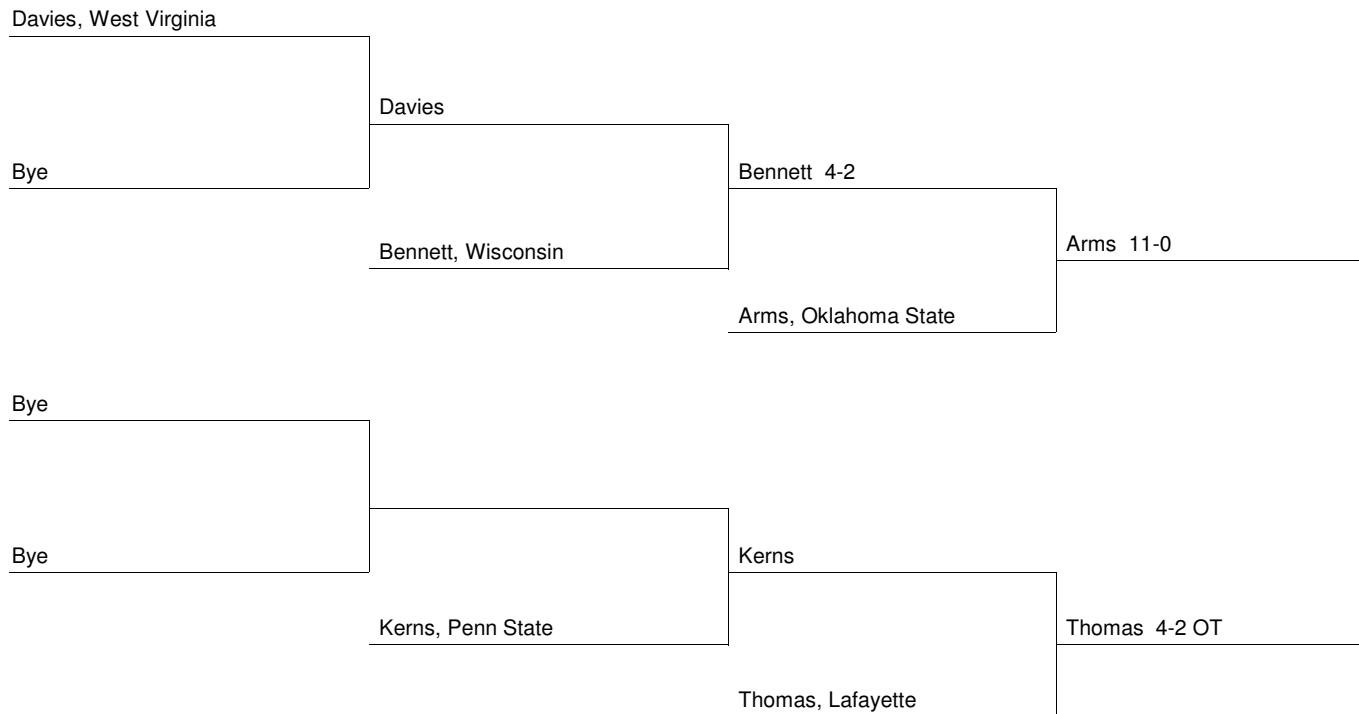 Davies, West Virginia
Davies
Bye
Bennett 4-2
Bennett, Wisconsin
Arms 11-0
Arms, Oklahoma State
Bye
Bye
Kerns
Kerns, Penn State
Thomas 4-2 OT
Thomas, Lafayette